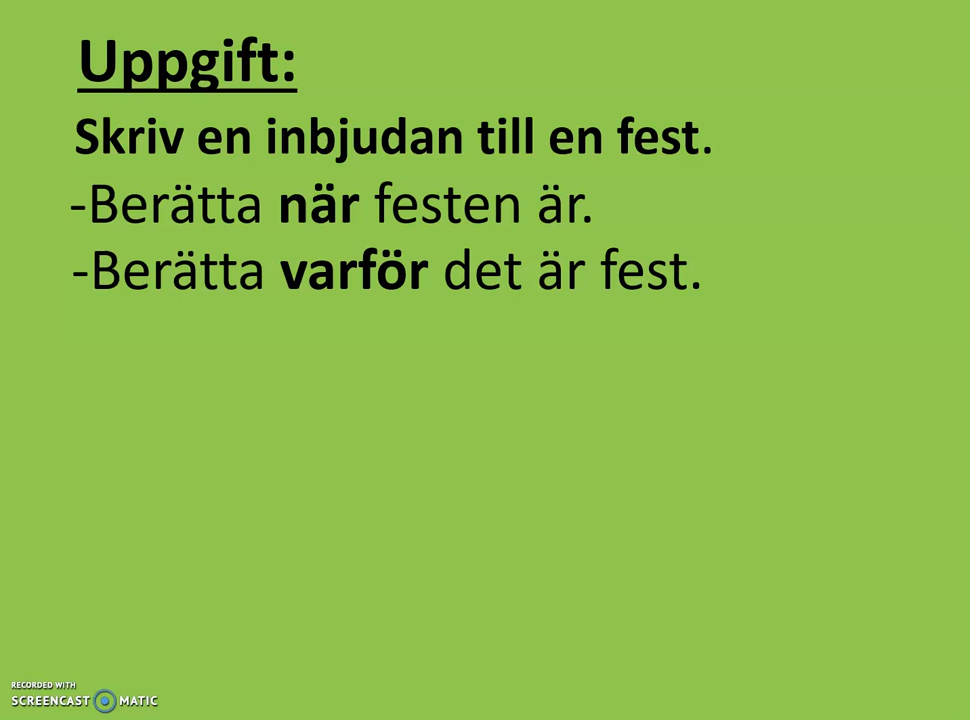 Uppgift:
Skriv en inbjudan till en fest.
-Berätta när festen är.
-Berätta varför det är fest.
RECORDED WITH
SCREENCAST MATIC